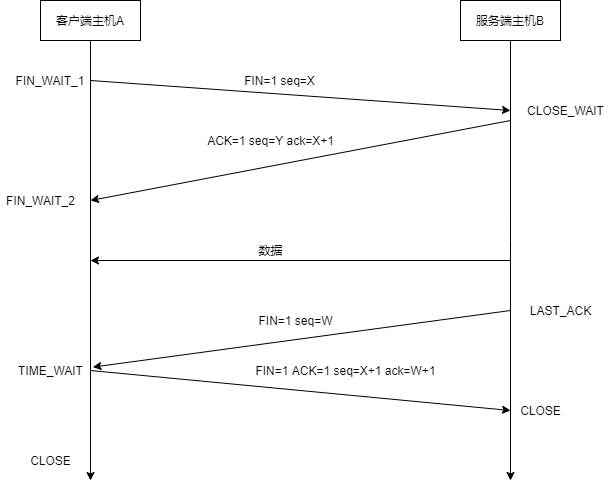 客户端主机A
服务端主机B
FIN_WAIT_1
FIN=1 seq=X
CLOSE_WAIT
ACK=1 seq=Y ack=X+1
FIN_WAIT_2
数据
LAST_ACK
FIN=1 seq=W
TIME_WAIT
FIN=1 ACK=1 seq=X+1 ack=W+1
CLOSE
CLOSE